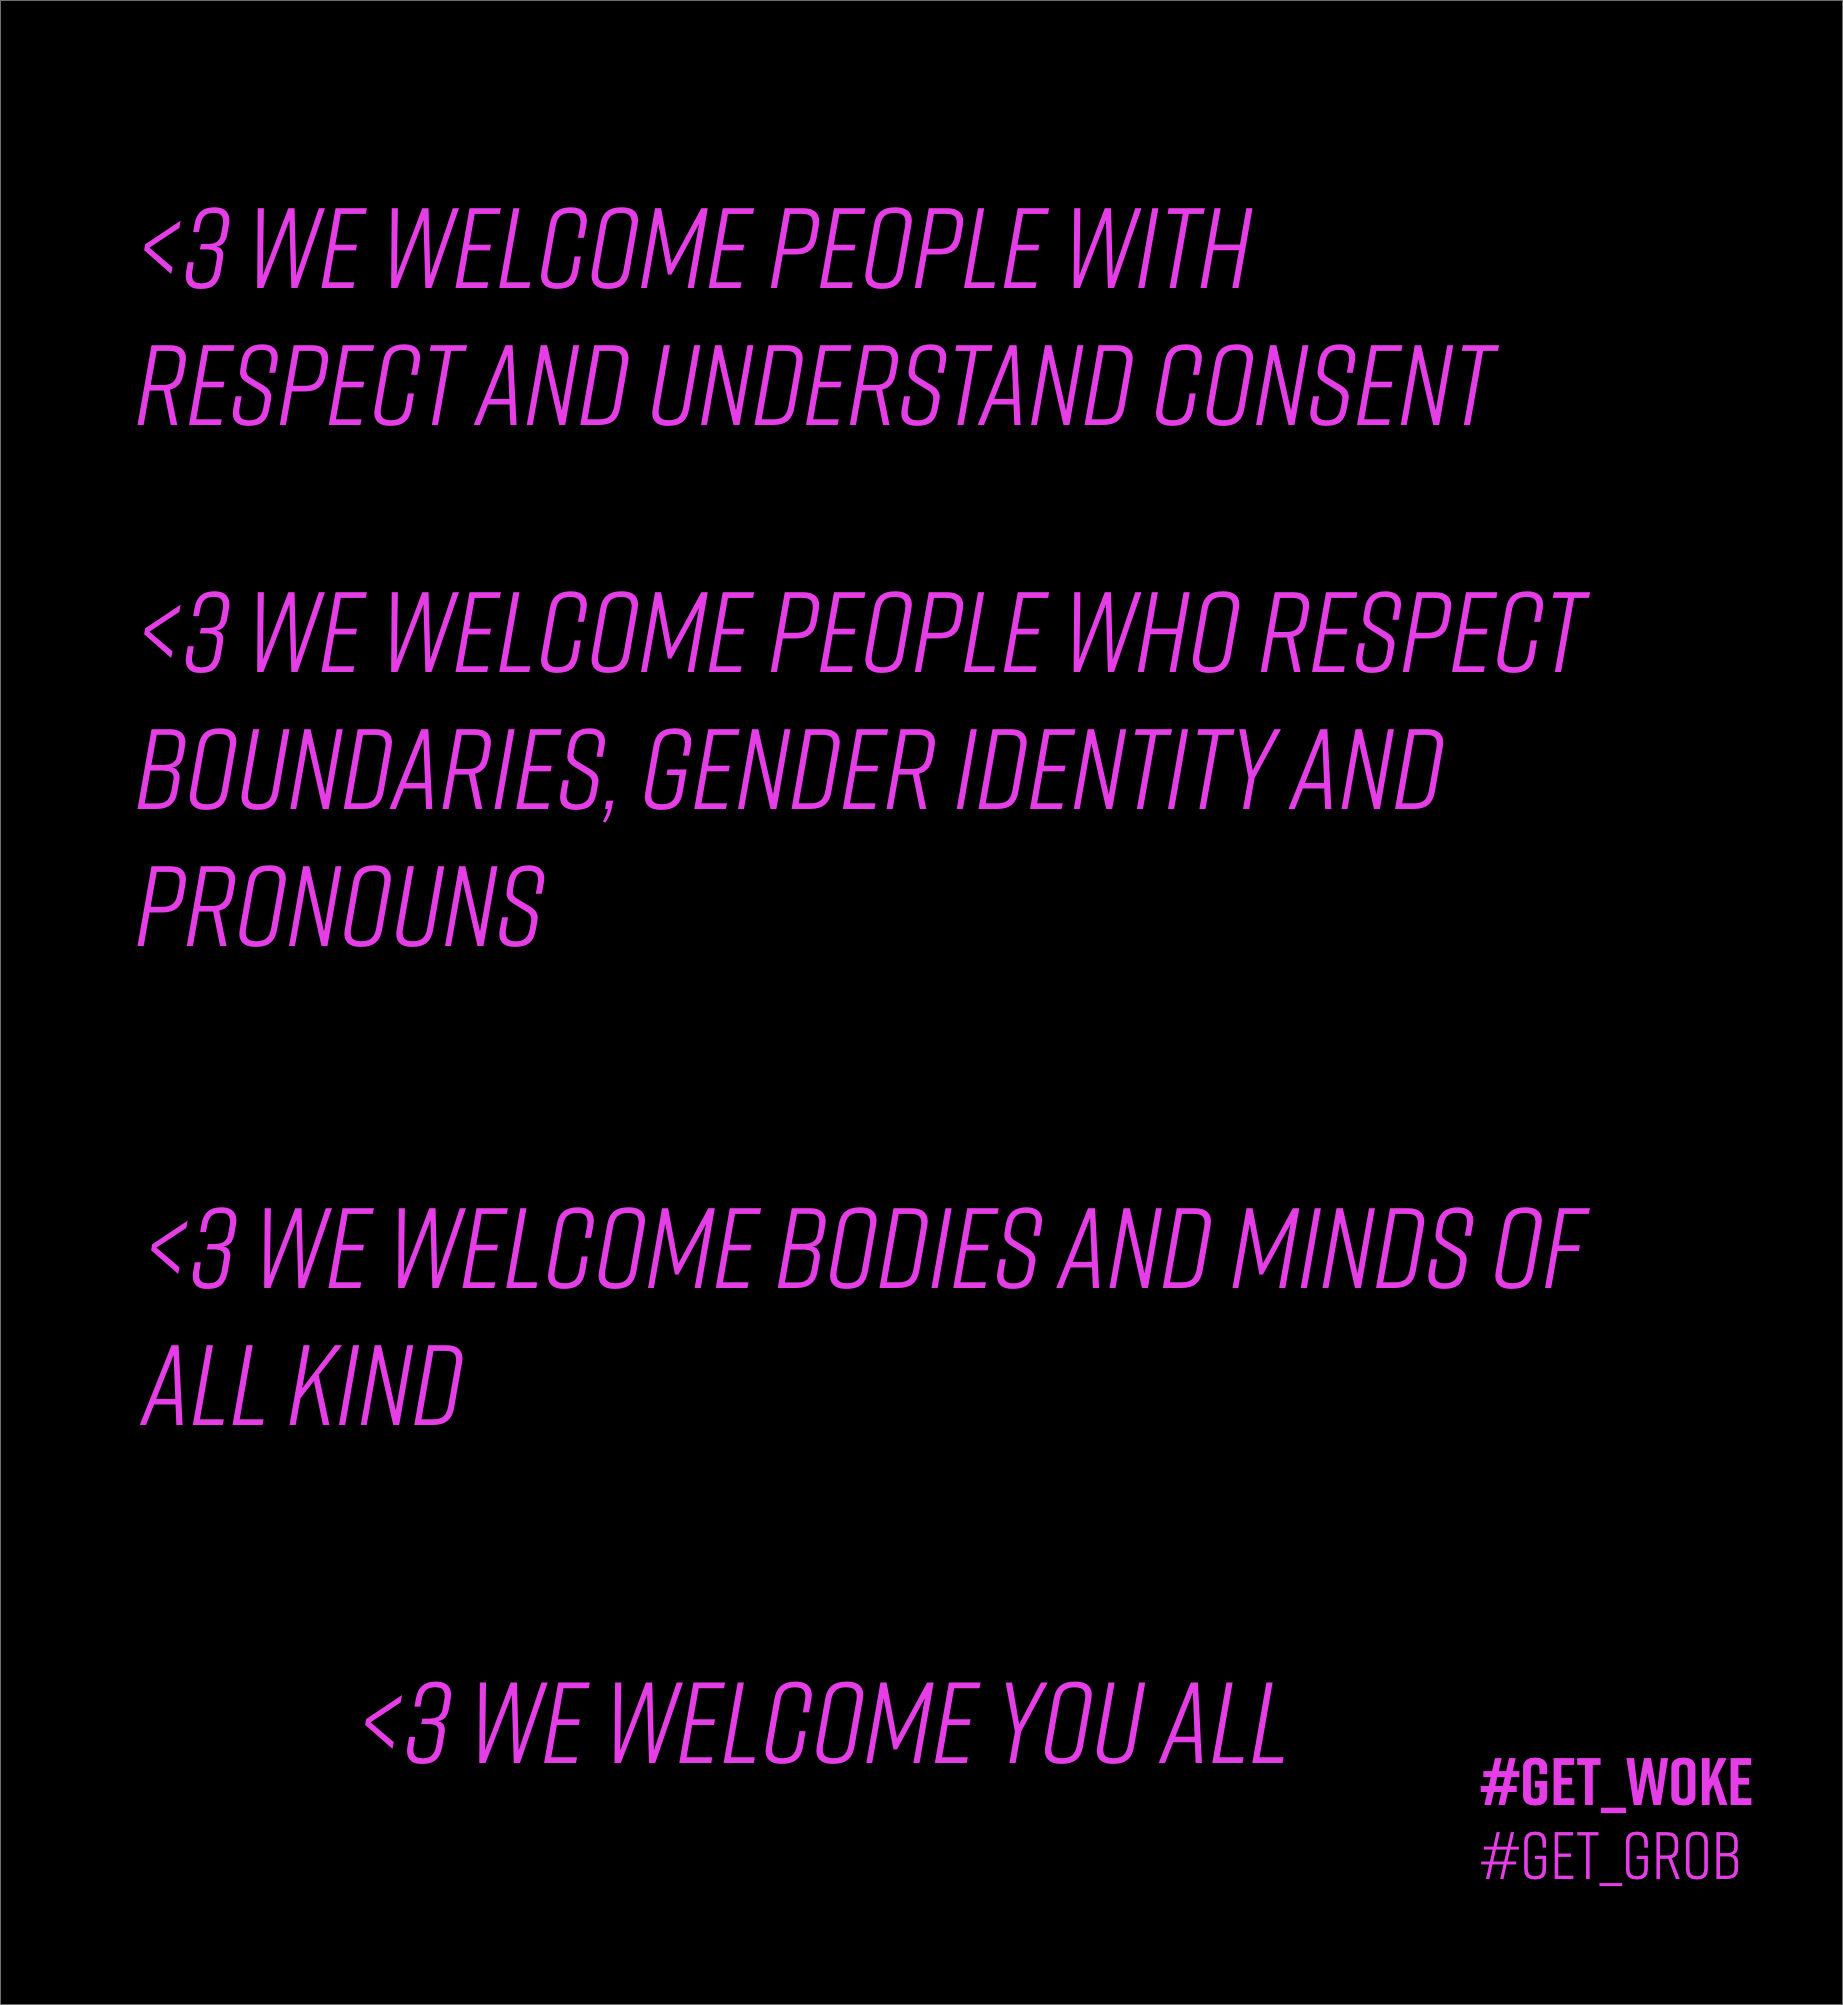 <3 WE WELCOME PEOPLE WITH
RESPECT AND UNDERSTAND CONSENT
<3 WE WELCOME PEOPLE WHO RESPECT
BOUNDARIES, GENDER IDENTITY AND
PRONOUNS
<3 WE WELCOME BODIES AND MINDS OF
ALL KIND
<3 WE WELCOME YOU ALL
#GET_WOKE
#GET_GROB